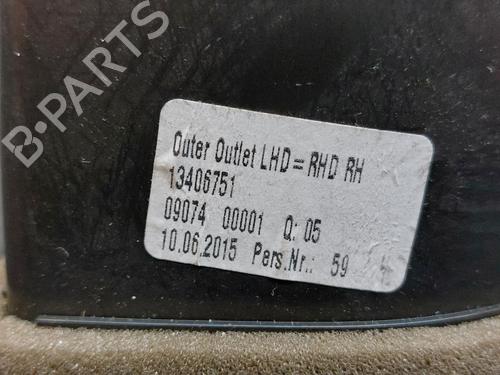 B-PARTS
Outer Outlet LHD = RHD RH
13406751
09074 00001 Q: 05
10.06.2015 Pers.Nr.: 59